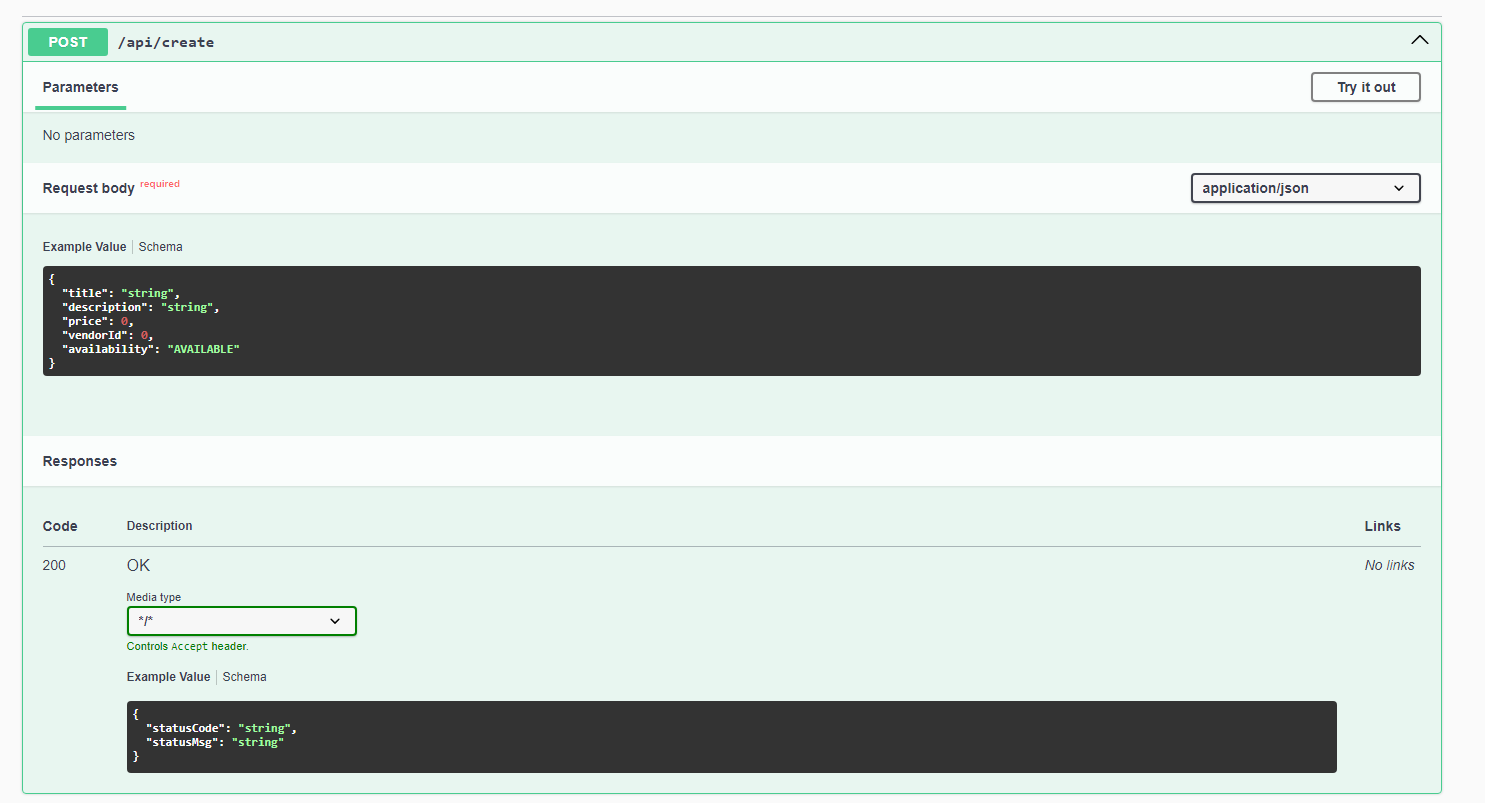 POST /api/create
Parameters Try it out
No parameters
Request body required application/json
Example Value Schema
{
"title": "string",
"description": "string",
"price": 0,
"vendorId": 0,
"availability": "AVAILABLE"
}
Responses
Code Description Links
200 OK No links
Media type
*/*
Controls Accept header.
Example Value Schema
{
"statusCode": "string",
"statusMsg": "string"
}